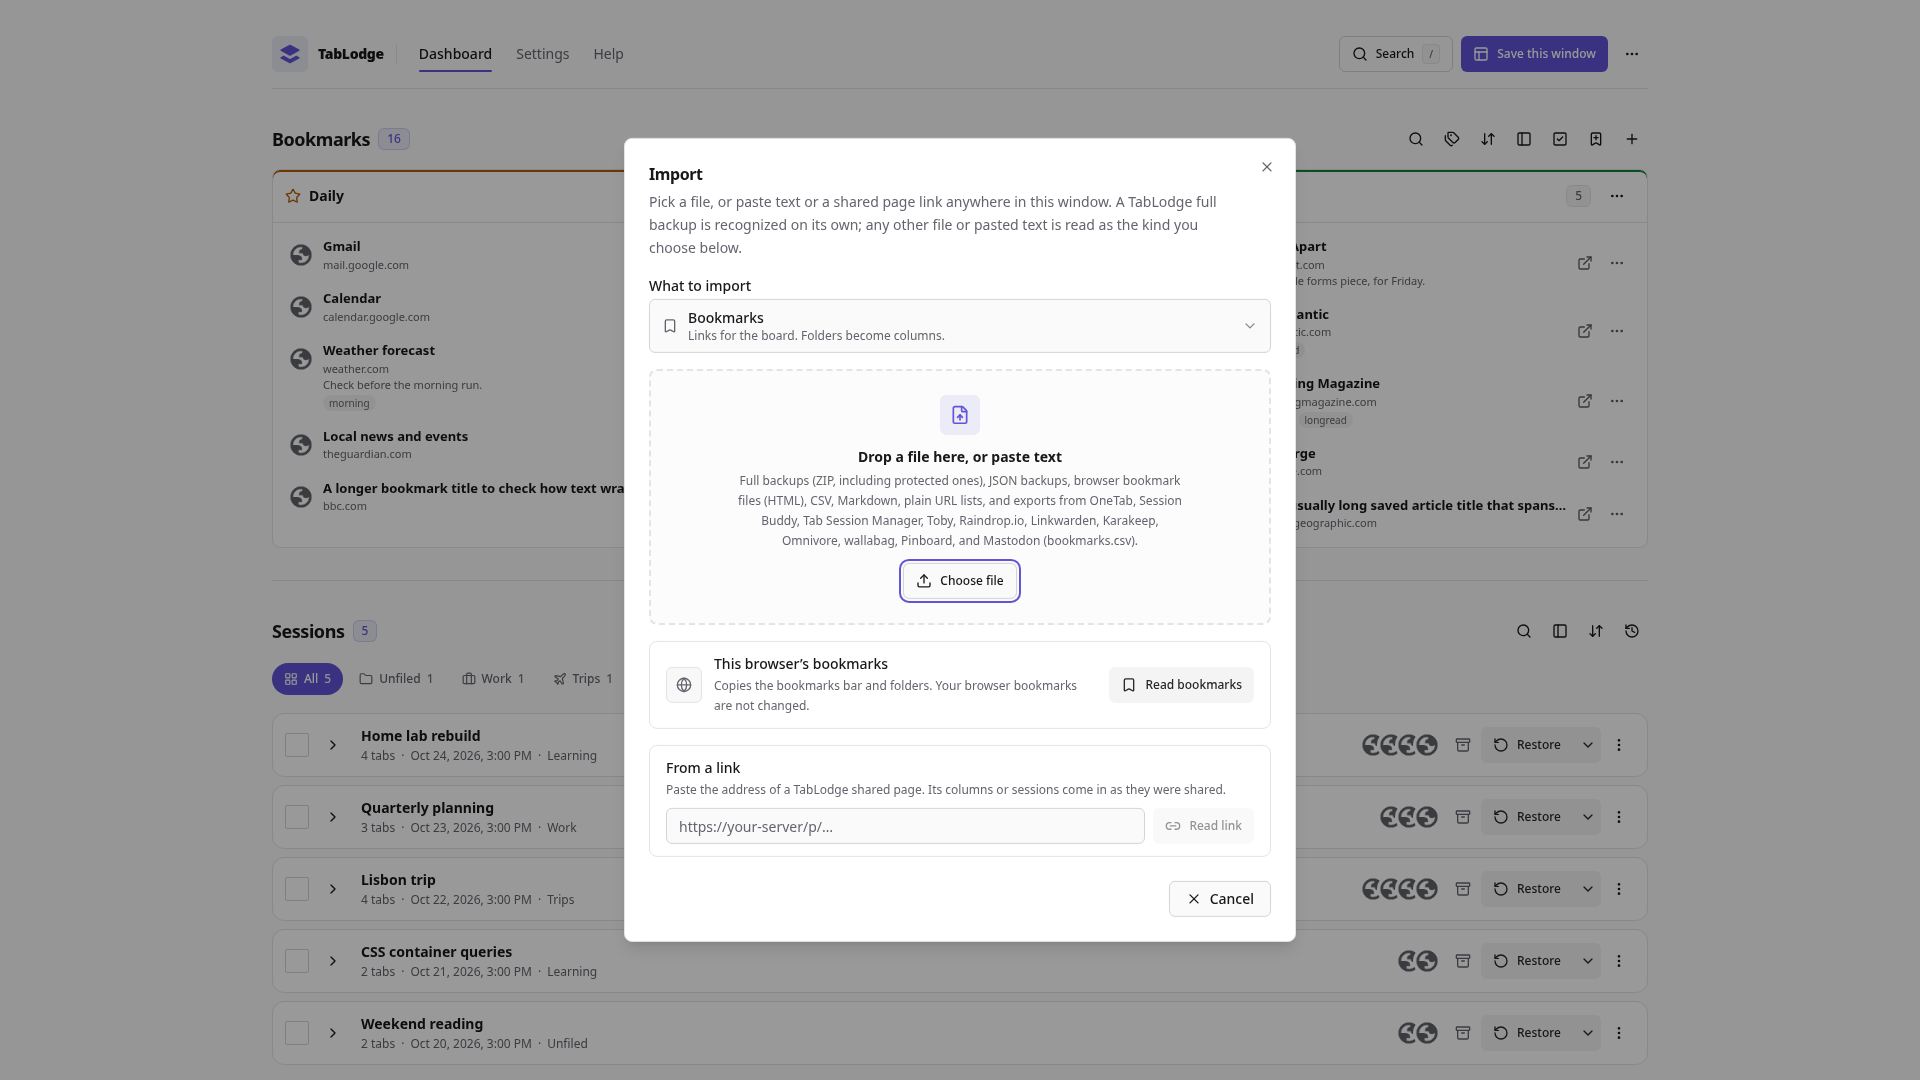 TabLodge
Dashboard
Settings
Help
Search /
Save this window
Bookmarks 16
Daily
Gmail
mail.google.com
Calendar
calendar.google.com
Weather forecast
weather.com
Check before the morning run.
morning
Local news and events
theguardian.com
A longer bookmark title to check how text wra
bbc.com
5
Apart
t.com
le forms piece, for Friday.
antic
tic.com
d
ing Magazine
gmagazine.com
longread
rge
e.com
sually long saved article title that spans...
geographic.com
Import
Pick a file, or paste text or a shared page link anywhere in this window. A TabLodge full
backup is recognized on its own; any other file or pasted text is read as the kind you
choose below.
What to import
Bookmarks
Links for the board. Folders become columns.
Drop a file here, or paste text
Full backups (ZIP, including protected ones), JSON backups, browser bookmark
files (HTML), CSV, Markdown, plain URL lists, and exports from OneTab, Session
Buddy, Tab Session Manager, Toby, Raindrop.io, Linkwarden, Karakeep,
Omnivore, wallabag, Pinboard, and Mastodon (bookmarks.csv).
Choose file
This browser’s bookmarks
Copies the bookmarks bar and folders. Your browser bookmarks
are not changed.
Read bookmarks
From a link
Paste the address of a TabLodge shared page. Its columns or sessions come in as they were shared.
https://your-server/p/...
Read link
Cancel
Sessions 5
All 5
Unfiled 1
Work 1
Trips 1
Home lab rebuild
4 tabs · Oct 24, 2026, 3:00 PM · Learning
Restore
Quarterly planning
3 tabs · Oct 23, 2026, 3:00 PM · Work
Restore
Lisbon trip
4 tabs · Oct 22, 2026, 3:00 PM · Trips
Restore
CSS container queries
2 tabs · Oct 21, 2026, 3:00 PM · Learning
Restore
Weekend reading
2 tabs · Oct 20, 2026, 3:00 PM · Unfiled
Restore